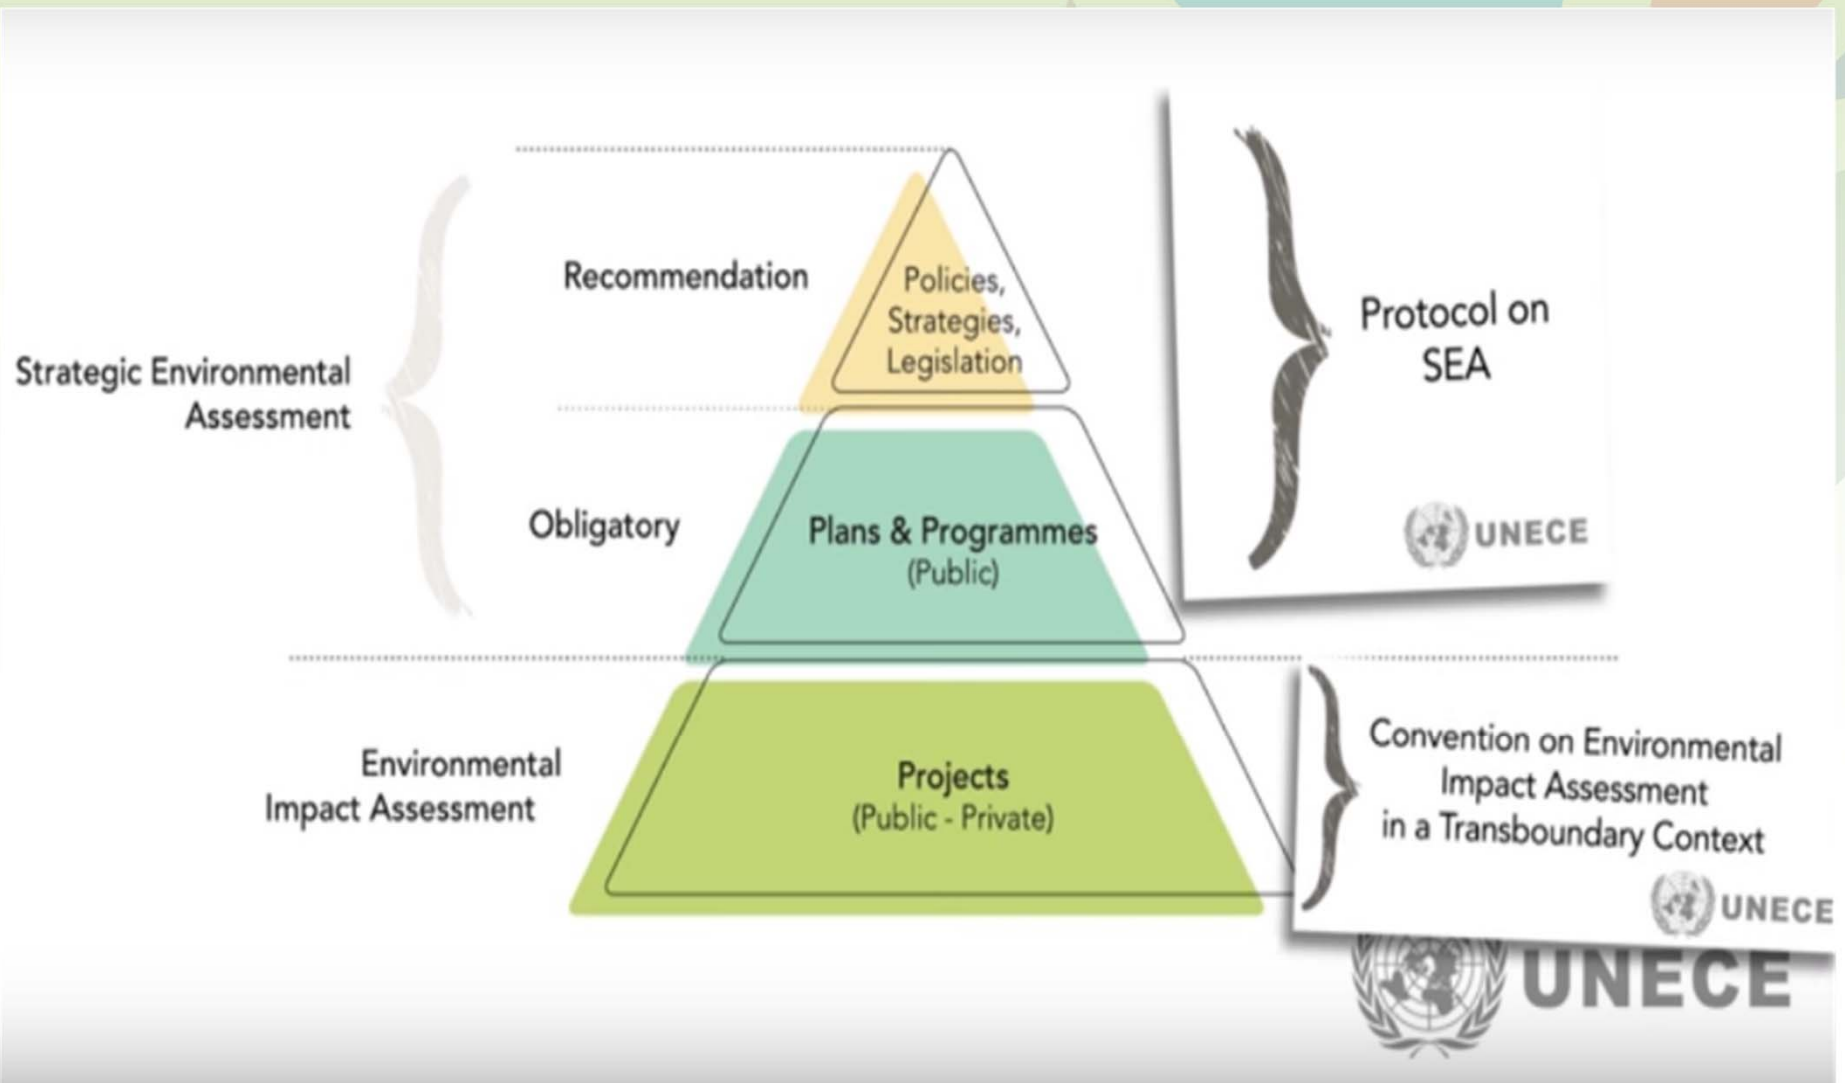 Recommendation
Policies,
Strategies,
Legislation
Protocol on
SEA
Strategic Environmental
Assessment
Obligatory
Plans & Programmes
(Public)
UNECE
Environmental
Impact Assessment
Projects
(Public - Private)
Convention on Environmental
Impact Assessment
in a Transboundary Context
UNECE
UNECE